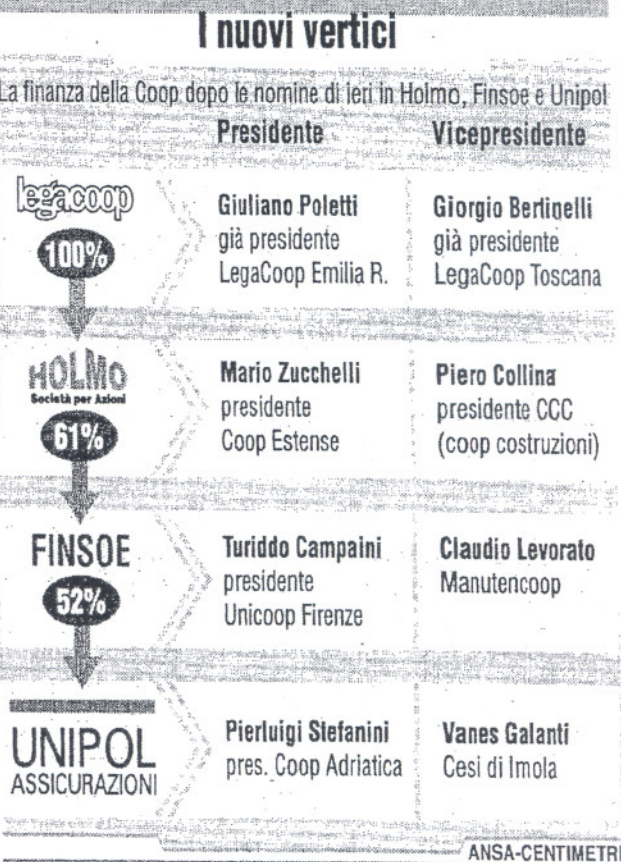 I nuovi vertici
La finanza della Coop dopo le nomine di ieri in Holmo, Finsoe e Unipol
Presidente Vicepresidente
legacoop
100%
Giuliano Poletti
già presidente
LegaCoop Emilia R.
Giorgio Bertinelli
già presidente
LegaCoop Toscana
HOLMO
Società per Azioni
61%
Mario Zucchelli
presidente
Coop Estense
Piero Collina
presidente CCC
(coop costruzioni)
FINSOE
52%
Turiddo Campaini
presidente
Unicoop Firenze
Claudio Levorato
Manutencoop
UNIPOL
ASSICURAZIONI
Pierluigi Stefanini
pres. Coop Adriatica
Vanes Galanti
Cesi di Imola
ANSA-CENTIMETRI